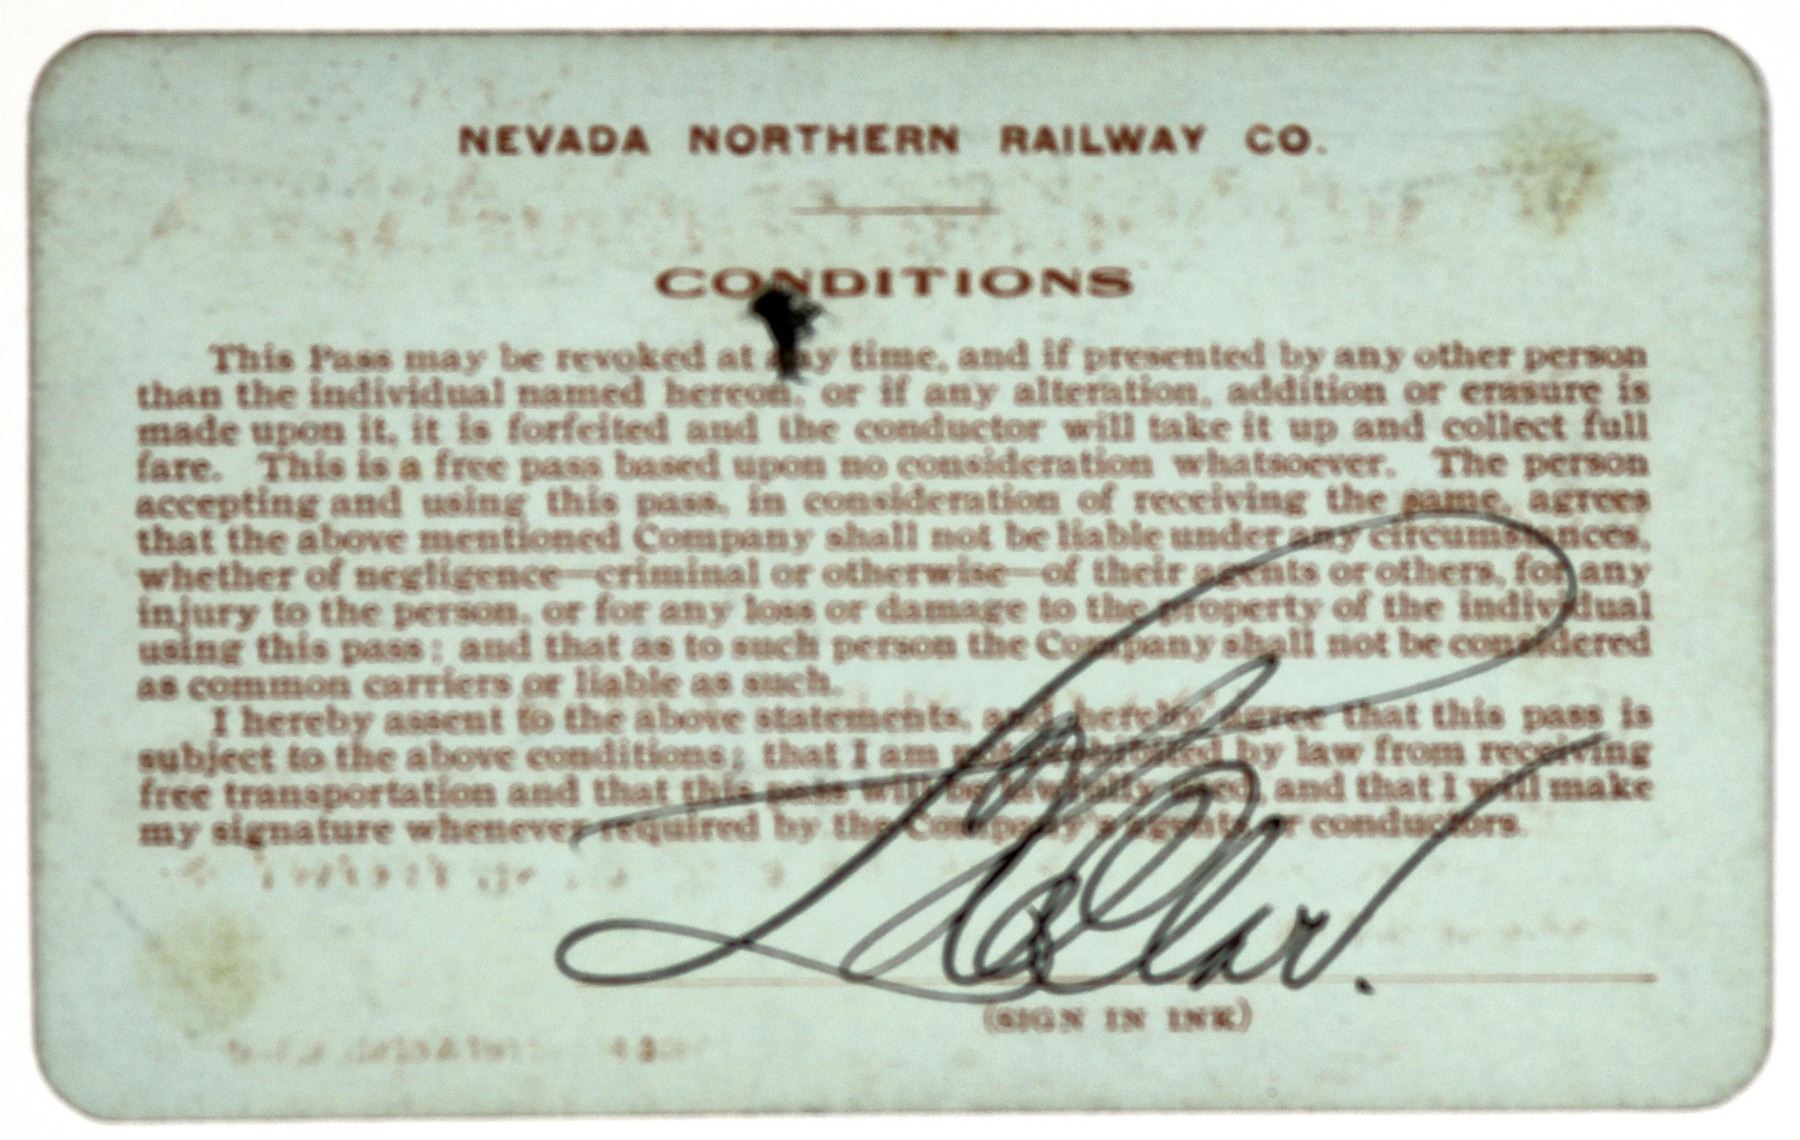 NEVADA NORTHERN RAILWAY CO.
CONDITIONS
This Pass may be revoked at any time, and if presented by any other person
than the individual named hereon, or if any alteration, addition or erasure is
made upon it, it is forfeited and the conductor will take it up and collect full
fare. This is a free pass based upon no consideration whatsoever. The person
accepting and using this pass, in consideration of receiving the same, agrees
that the above mentioned Company shall not be liable under any circumstances,
whether of negligence—criminal or otherwise—of their agents or others, for any
injury to the person, or for any loss or damage to the property of the individual
using this pass; and that as to such person the Company shall not be considered
as common carriers or liable as such.
I hereby assent to the above statements, and hereby agree that this pass is
subject to the above conditions; that I am not prohibited by law from receiving
free transportation and that this pass will be lawfully used, and that I will make
my signature whenever required by the Company's agents or conductors.
(SIGN IN INK)